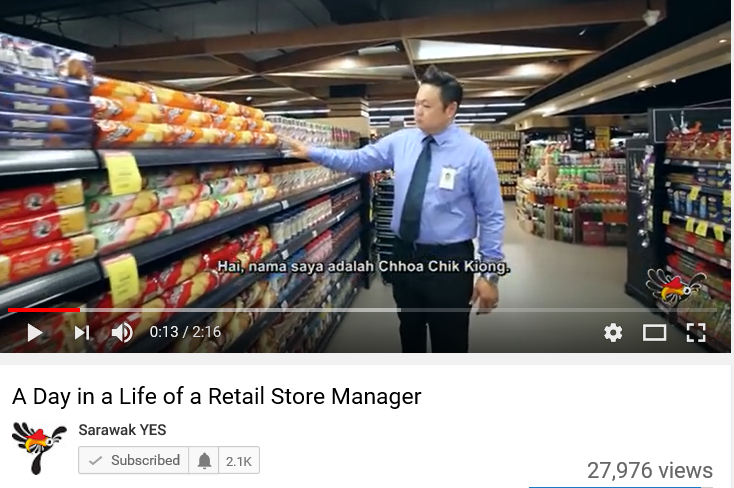 Hai, nama saya adalah Chhoa Chik Kiong.
0:13 / 2:16
A Day in a Life of a Retail Store Manager
Sarawak YES
Subscribed
2.1K
27,976 views